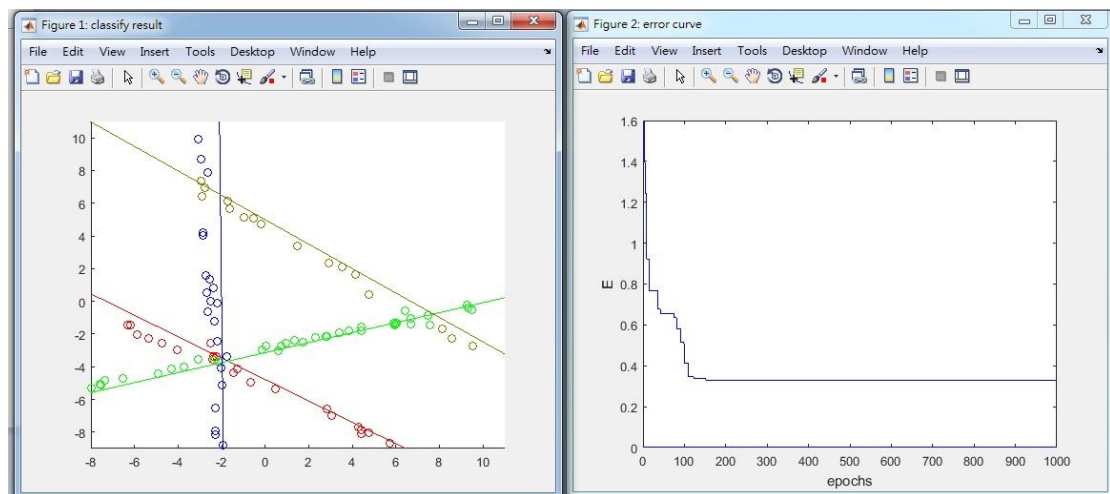 Figure 1: classify result
File Edit View Insert Tools Desktop Window Help
10
8
6
4
2
0
-2
-4
-6
-8
-8 -6 -4 -2 0 2 4 6 8 10
Figure 2: error curve
File Edit View Insert Tools Desktop Window Help
1.6
1.4
1.2
1
0.8
0.6
0.4
0.2
0
E
0 100 200 300 400 500 600 700 800 900 1000
epochs